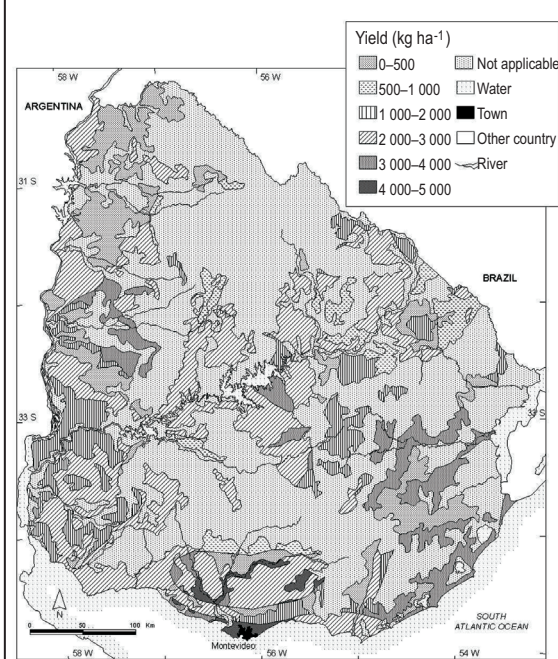 Yield (kg ha-1)
0–500
500–1 000
1 000–2 000
2 000–3 000
3 000–4 000
4 000–5 000
Not applicable
Water
Town
Other country
River
58 W
56 W
ARGENTINA
31 S
BRAZIL
33 S
33 S
N
0
50
100
Km
Montevideo
SOUTH
ATLANTIC OCEAN
58 W
56 W
54 W